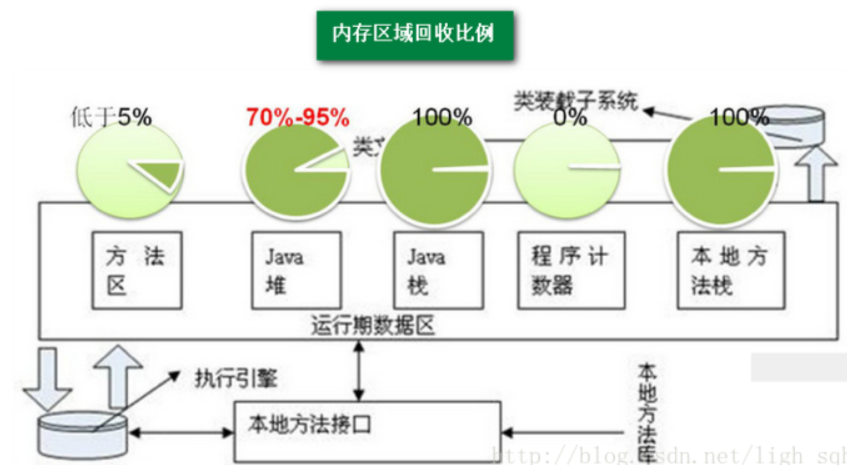 内存区域回收比例
低于5%
70%-95%
100%
0%
100%
类装载子系统
类文
方 法
区
Java
堆
Java
栈
程 序 计
数器
本 地 方
法栈
运行期数据区
执行引擎
本地方法接口
本地方法库
http://blog.csdn.net/ligh_sqh